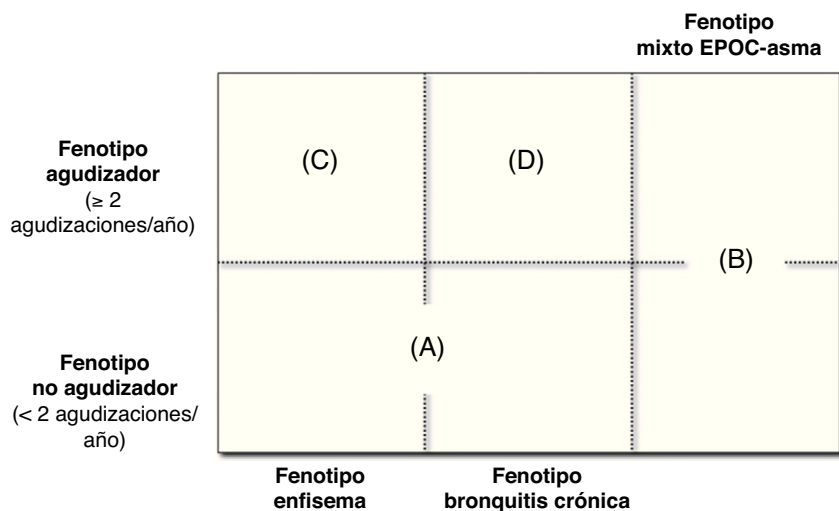 Fenotipo
mixto EPOC-asma
Fenotipo
agudizador
(≥ 2
agudizaciones/año)
(C)
(D)
(B)
Fenotipo
no agudizador
(< 2 agudizaciones/
año)
(A)
Fenotipo
enfisema
Fenotipo
bronquitis crónica